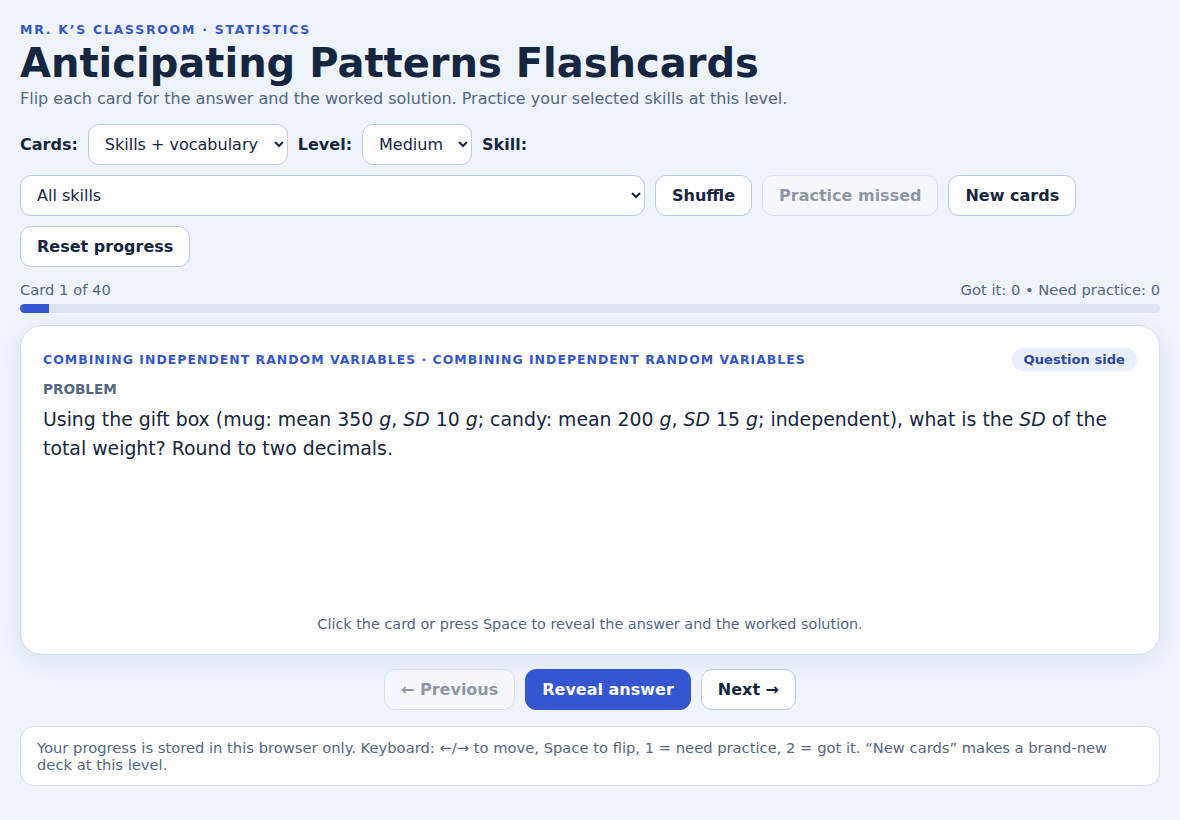 MR. K’S CLASSROOM · STATISTICS
Anticipating Patterns Flashcards
Flip each card for the answer and the worked solution. Practice your selected skills at this level.
Cards: Skills + vocabulary Level: Medium Skill:
All skills Shuffle Practice missed New cards
Reset progress
Card 1 of 40 Got it: 0 • Need practice: 0
COMBINING INDEPENDENT RANDOM VARIABLES · COMBINING INDEPENDENT RANDOM VARIABLES Question side
PROBLEM
Using the gift box (mug: mean 350 g, SD 10 g; candy: mean 200 g, SD 15 g; independent), what is the SD of the
total weight? Round to two decimals.
Click the card or press Space to reveal the answer and the worked solution.
← Previous Reveal answer Next →
Your progress is stored in this browser only. Keyboard: ←/→ to move, Space to flip, 1 = need practice, 2 = got it. “New cards” makes a brand-new
deck at this level.